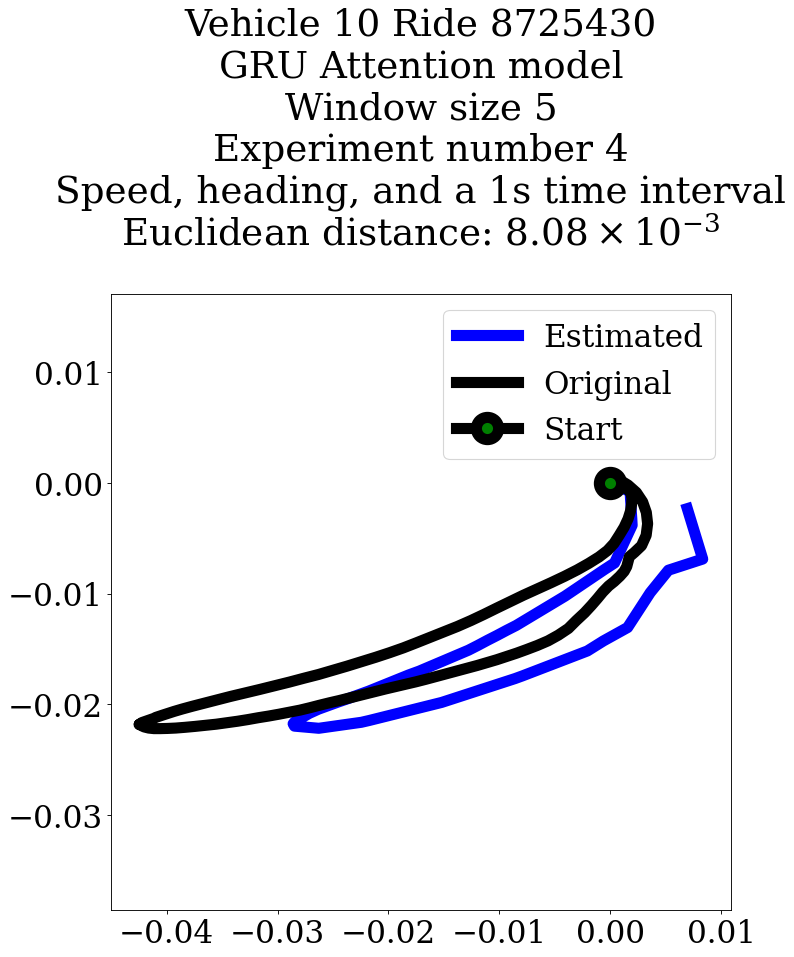 Vehicle 10 Ride 8725430
GRU Attention model
Window size 5
Experiment number 4
Speed, heading, and a 1s time interval
Euclidean distance: 8.08 × 10⁻³
Estimated
Original
Start
0.01
0.00
−0.01
−0.02
−0.03
−0.04 −0.03 −0.02 −0.01 0.00 0.01